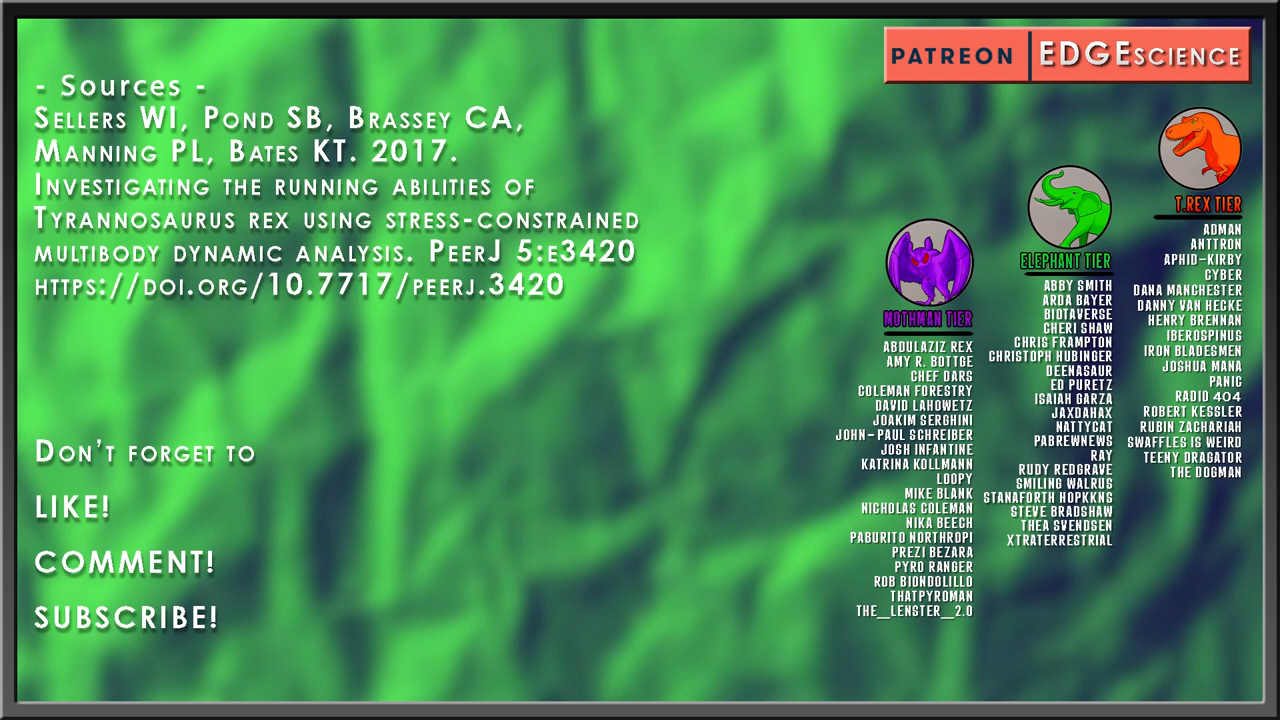 - Sources -
Sellers WI, Pond SB, Brassey CA,
Manning PL, Bates KT. 2017.
Investigating the running abilities of
Tyrannosaurus rex using stress-constrained
multibody dynamic analysis. PeerJ 5:e3420
https://doi.org/10.7717/peerj.3420
Don't forget to
LIKE!
COMMENT!
SUBSCRIBE!
PATREON EDGEscience
MOTHMAN TIER
ABDULAZIZ REX
AMY R. BOTTGE
CHEF DARS
COLEMAN FORESTRY
DAVID LAHOWETZ
JOAKIM SERGHINI
JOHN-PAUL SCHREIBER
JOSH INFANTINE
KATRINA KOLLMANN
LOOPY
MIKE BLANK
NICHOLAS COLEMAN
NIKA BEECH
PABURITO NORTHROPI
PREZI BEZARA
PYRO RANGER
ROB BIONDOLILLO
THATPYROMAN
THE_LENSTER_2.0
ELEPHANT TIER
ABBY SMITH
ARDA BAYER
BIOTAVERSE
CHERI SHAW
CHRIS FRAMPTON
CHRISTOPH HUBINGER
DEENASAUR
ED PURETZ
ISAIAH GARZA
JAXDAHAX
NATTYCAT
PABREWNEWS
RAY
RUDY REDGRAVE
SMILING WALRUS
STANAFORTH HOPKKNS
STEVE BRADSHAW
THEA SVENDSEN
XTRATERRESTRIAL
T.REX TIER
ADMAN
ANTTRON
APHID-KIRBY
CYBER
DANA MANCHESTER
DANNY VAN HECKE
HENRY BRENNAN
IBEROSPINUS
IRON BLADESMEN
JOSHUA MANA
PANIC
RADIO 404
ROBERT KESSLER
RUBIN ZACHARIAH
SWAFFLES IS WEIRD
TEENY DRAGATOR
THE DOGMAN